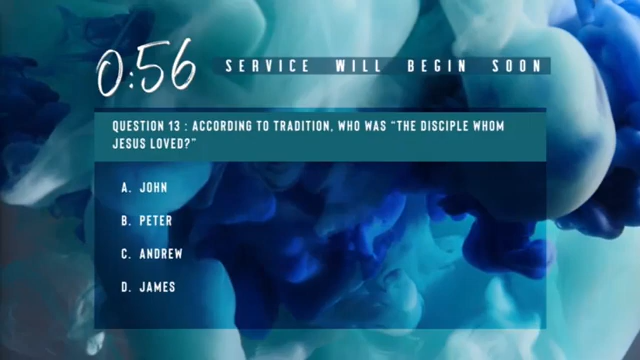 0:56 SERVICE WILL BEGIN SOON
QUESTION 13 : ACCORDING TO TRADITION, WHO WAS "THE DISCIPLE WHOM
JESUS LOVED?"
A. JOHN
B. PETER
C. ANDREW
D. JAMES